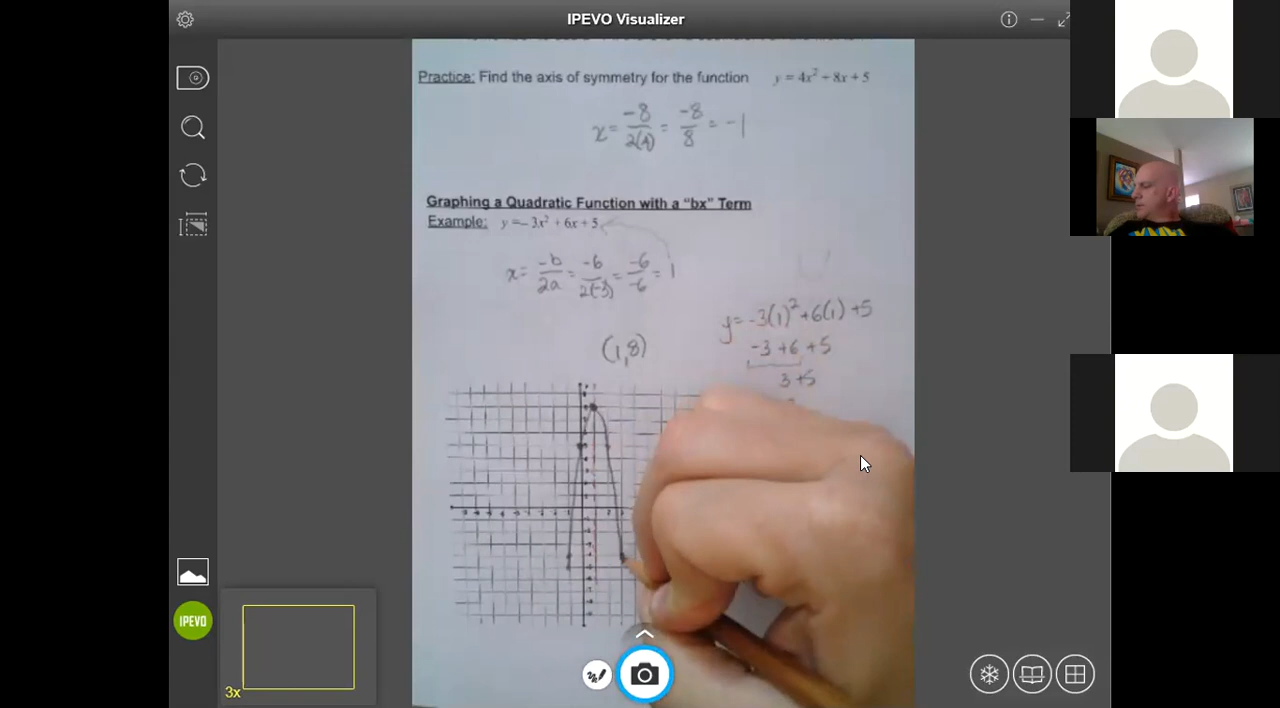 IPEVO Visualizer
Practice: Find the axis of symmetry for the function y = 4x² + 8x + 5
x = -8/2(4) = -8/8 = -1
Graphing a Quadratic Function with a "bx" Term
Example: y = -3x² + 6x + 5
x = -b/2a = -6/2(-3) = -6/-6 = 1
y = -3(1)² + 6(1) + 5
-3 + 6 + 5
(1,8)
3 + 5
IPEVO
3x